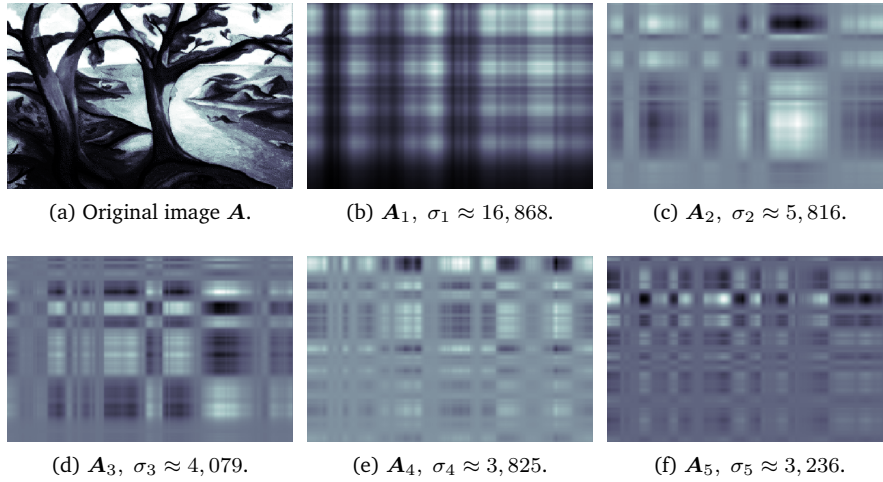 (a) Original image A.
(b) A₁, σ₁ ≈ 16,868.
(c) A₂, σ₂ ≈ 5,816.
(d) A₃, σ₃ ≈ 4,079.
(e) A₄, σ₄ ≈ 3,825.
(f) A₅, σ₅ ≈ 3,236.